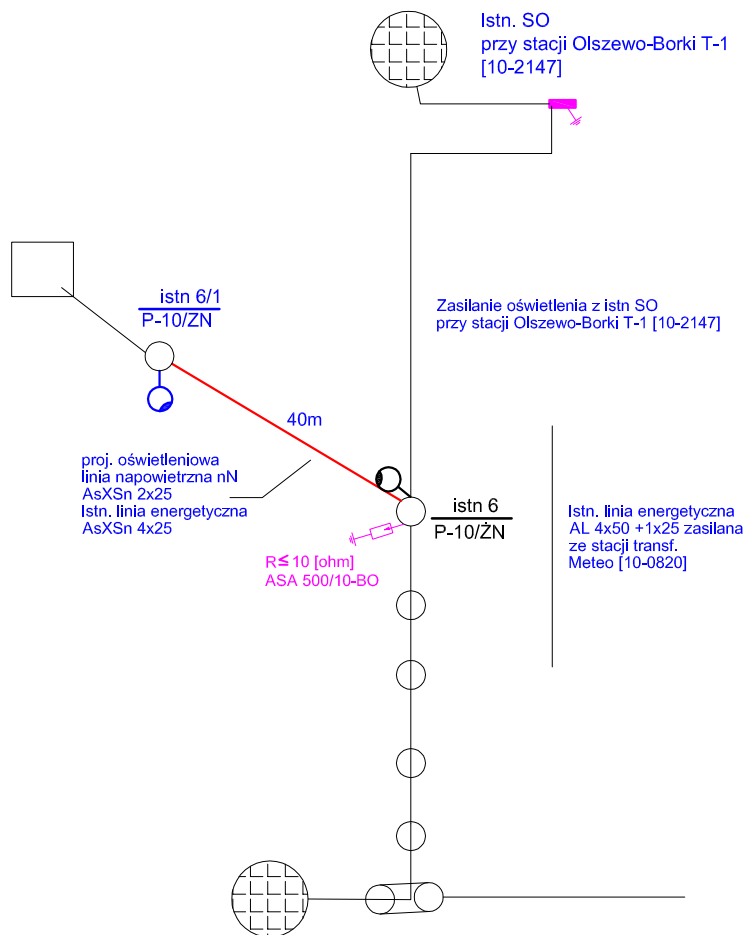 Istn. SO
przy stacji Olszewo-Borki T-1
[10-2147]
istn 6/1
P-10/ŻN
Zasilanie oświetlenia z istn SO
przy stacji Olszewo-Borki T-1 [10-2147]
40m
proj. oświetleniowa
linia napowietrzna nN
AsXSn 2x25
Istn. linia energetyczna
AsXSn 4x25
istn 6
P-10/ŻN
Istn. linia energetyczna
AL 4x50 +1x25 zasilana
ze stacji transf.
Meteo [10-0820]
R≤ 10 [ohm]
ASA 500/10-BO